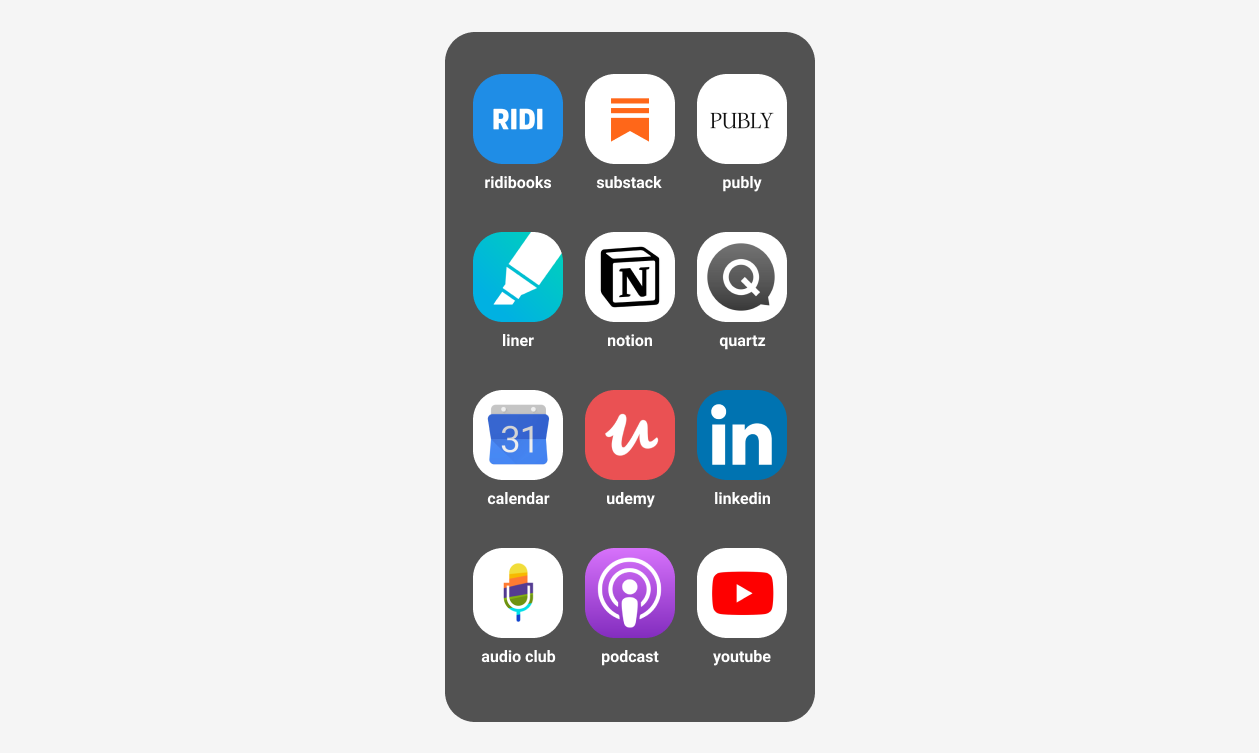 RIDI
PUBLY
ridibooks
substack
publy
N
Q
liner
notion
quartz
31
u
in
calendar
udemy
linkedin
audio club
podcast
youtube